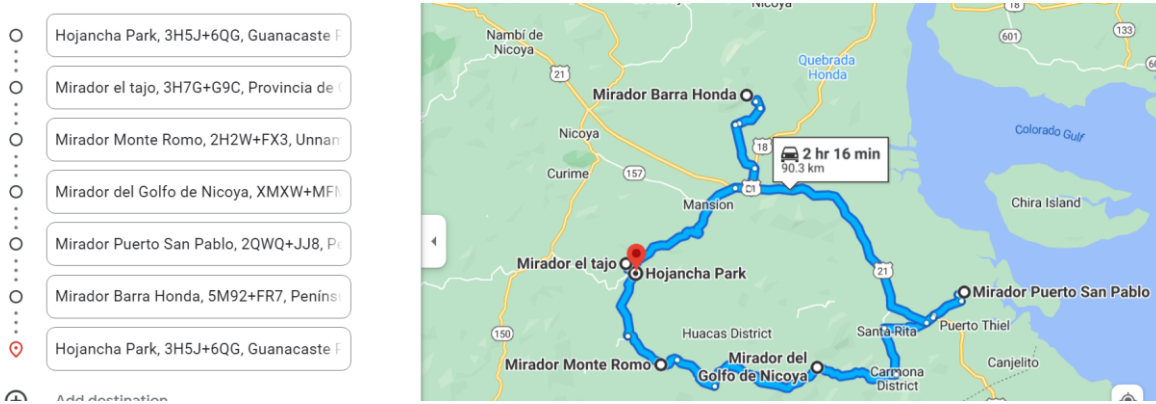 Hojancha Park, 3H5J+6QG, Guanacaste P
Mirador el tajo, 3H7G+G9C, Provincia de
Mirador Monte Romo, 2H2W+FX3, Unnam
Mirador del Golfo de Nicoya, XMXW+MFM
Mirador Puerto San Pablo, 2QWQ+JJ8, Pe
Mirador Barra Honda, 5M92+FR7, Penínsu
Hojancha Park, 3H5J+6QG, Guanacaste P
Add destination
Nicoya
18
133
601
Nambí de
Nicoya
21
Quebrada
Honda
Mirador Barra Honda
Colorado Gulf
Nicoya
18
2 hr 16 min
90.3 km
Curime
157
21
Mansion
Chira Island
Mirador el tajo
Hojancha Park
21
Mirador Puerto San Pablo
150
Huacas District
Santa Rita
Puerto Thiel
Mirador Monte Romo
Mirador del
Golfo de Nicoya
Carmona
District
Canjelito